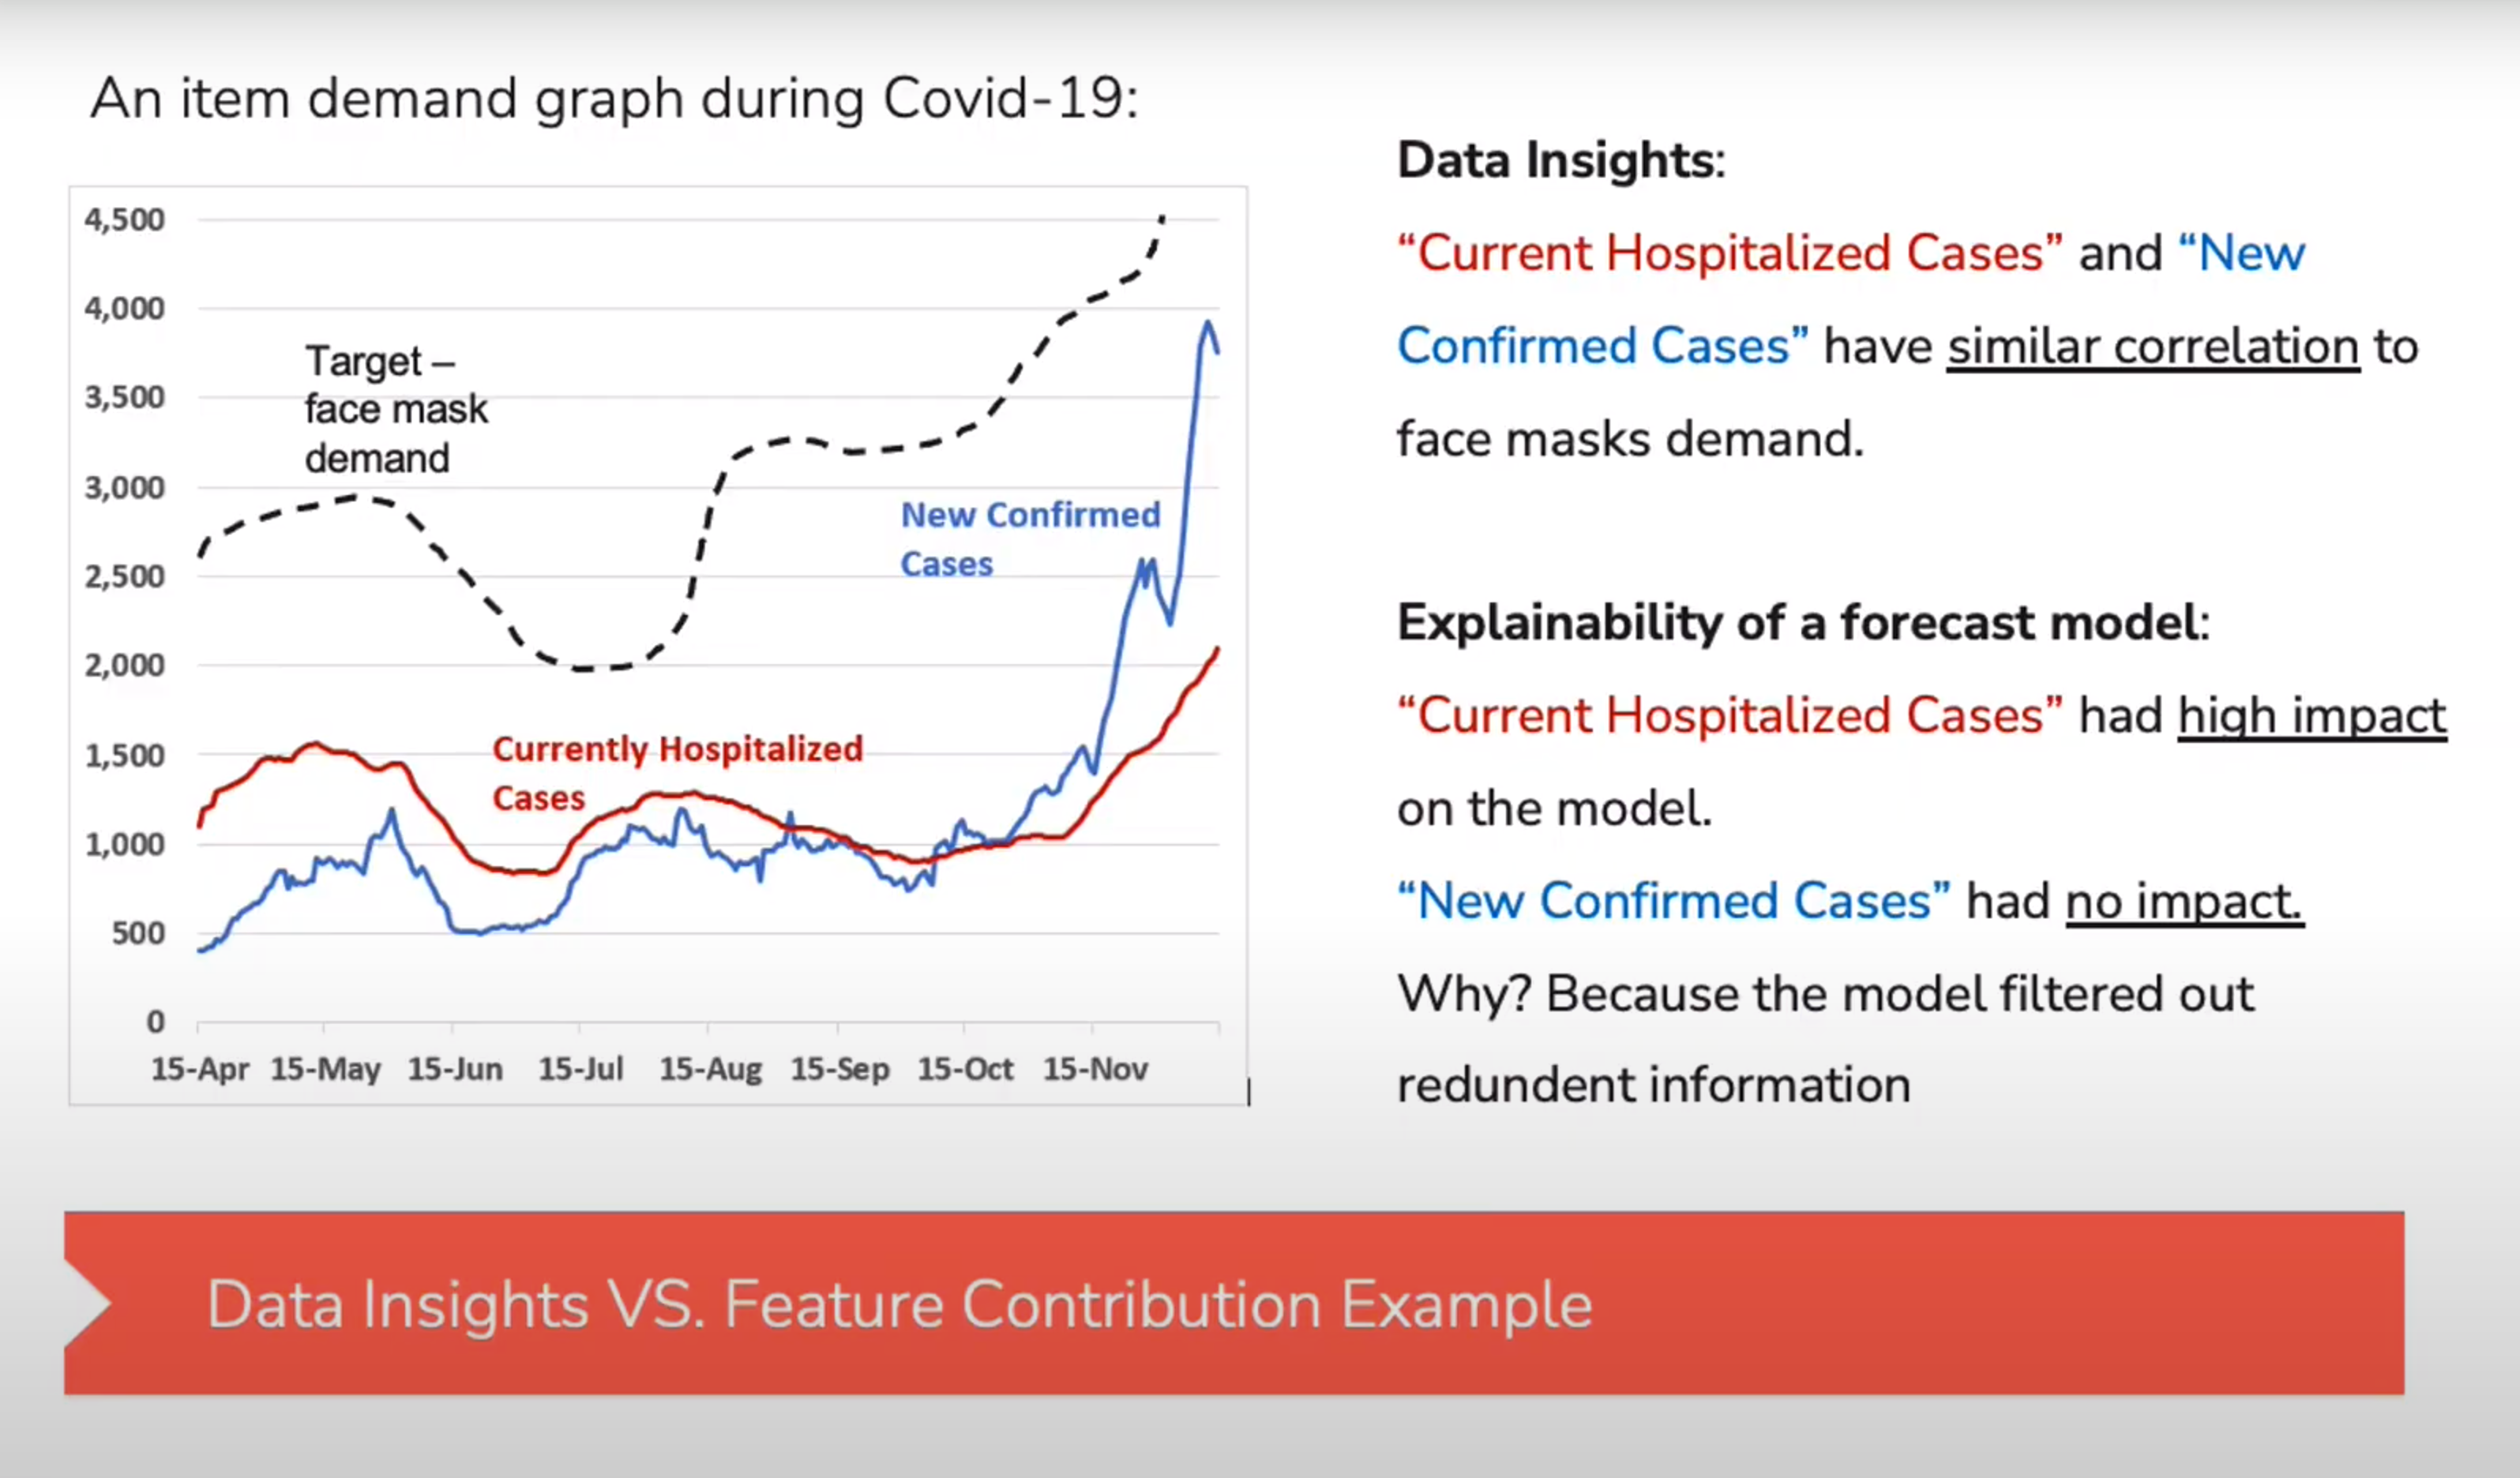 An item demand graph during Covid-19:
4,500
4,000
3,500
3,000
2,500
2,000
1,500
1,000
500
0
Target –
face mask
demand
New Confirmed
Cases
Currently Hospitalized
Cases
15-Apr 15-May 15-Jun 15-Jul 15-Aug 15-Sep 15-Oct 15-Nov
Data Insights:
“Current Hospitalized Cases” and “New
Confirmed Cases” have similar correlation to
face masks demand.
Explainability of a forecast model:
“Current Hospitalized Cases” had high impact
on the model.
“New Confirmed Cases” had no impact.
Why? Because the model filtered out
redundent information
Data Insights VS. Feature Contribution Example